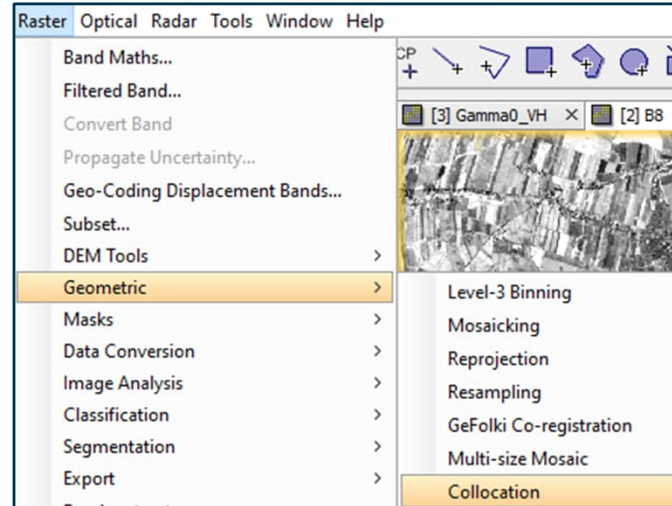 Raster Optical Radar Tools Window Help
Band Maths...
Filtered Band...
Convert Band
Propagate Uncertainty...
Geo-Coding Displacement Bands...
Subset...
DEM Tools
Geometric
Masks
Data Conversion
Image Analysis
Classification
Segmentation
Export
[3] Gamma0_VH × [2] B8
Level-3 Binning
Mosaicking
Reprojection
Resampling
GeFolki Co-registration
Multi-size Mosaic
Collocation